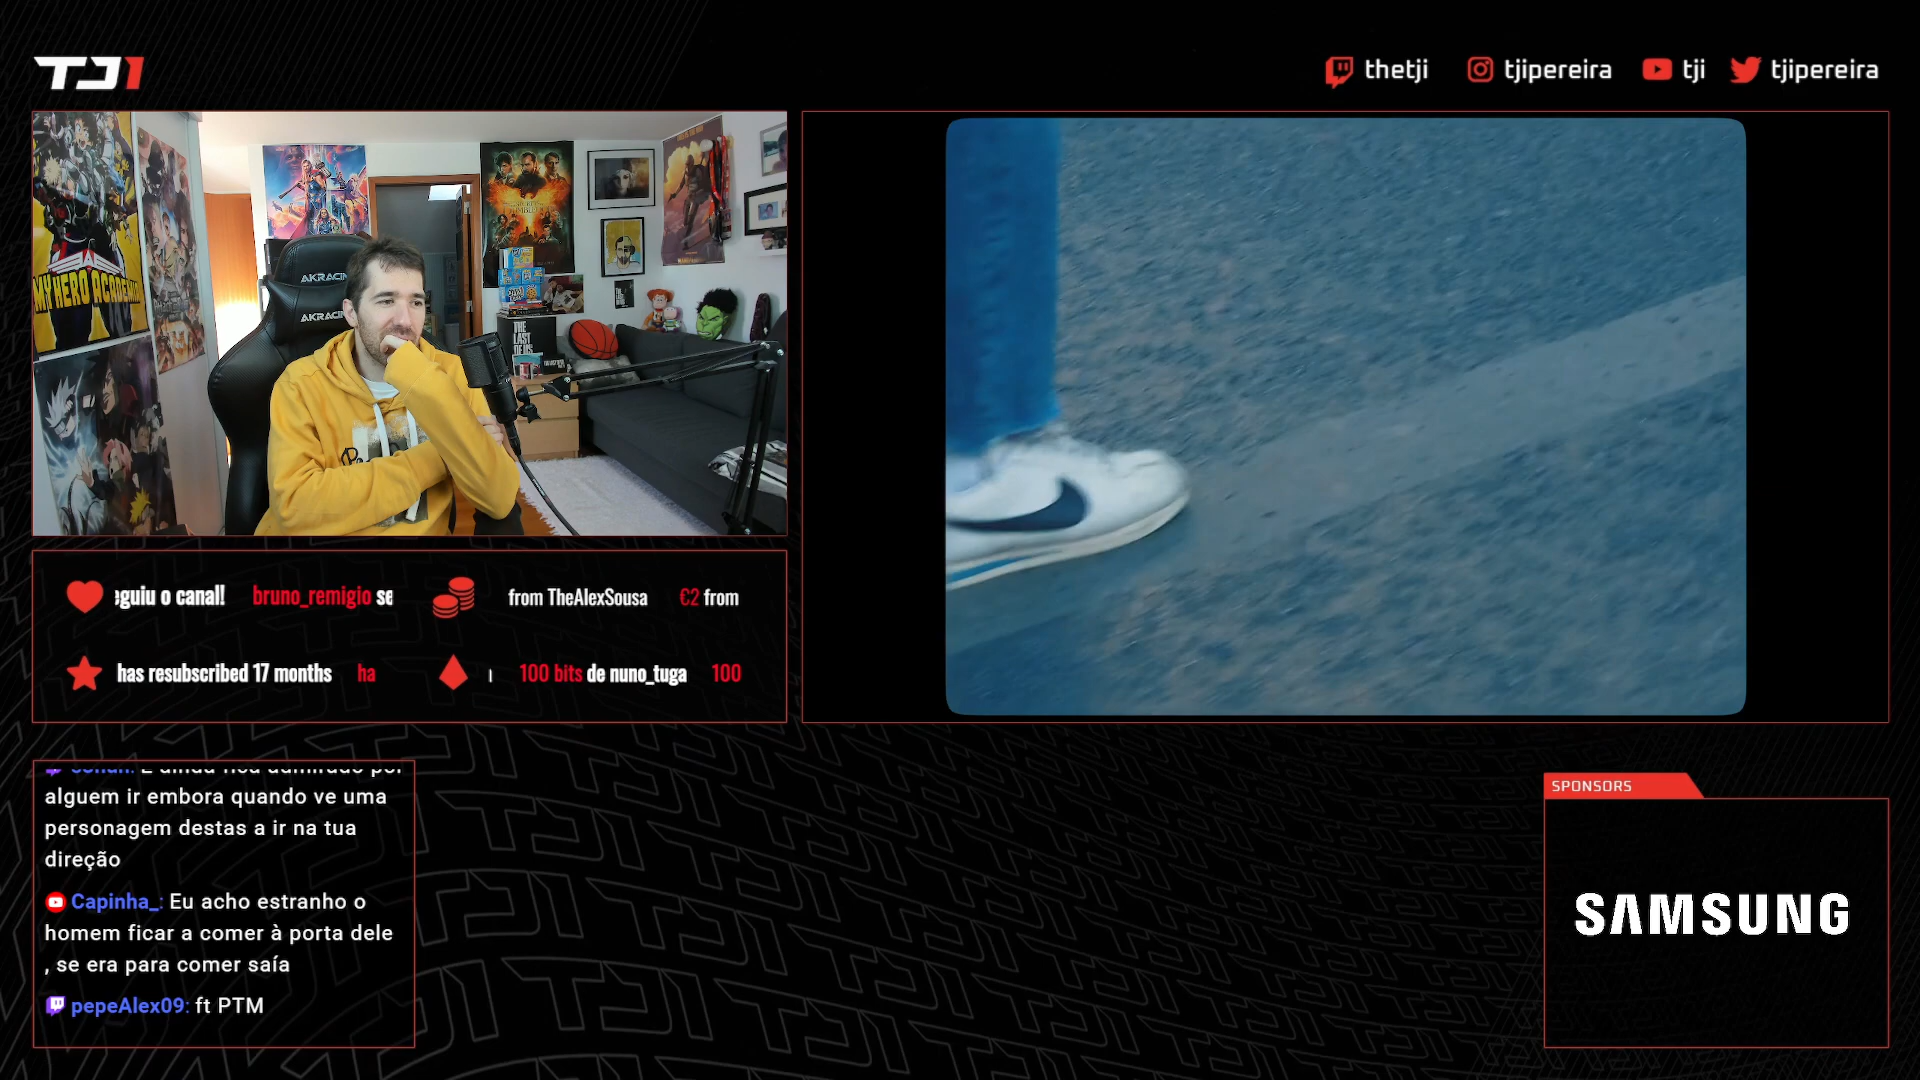 TJ1
thetji
tjipereira
tji
tjipereira
MY HERO ACADEMIA
AKRACIN
AKRACIN
THE
LAST
OF US
guiu o canal! bruno_remigio se
from TheAlexSousa €2 from
has resubscribed 17 months ha
100 bits de nuno_tuga 100
alguem ir embora quando ve uma
personagem destas a ir na tua
direção
Capinha_: Eu acho estranho o
homem ficar a comer à porta dele
, se era para comer saía
pepeAlex09: ft PTM
SPONSORS
SAMSUNG